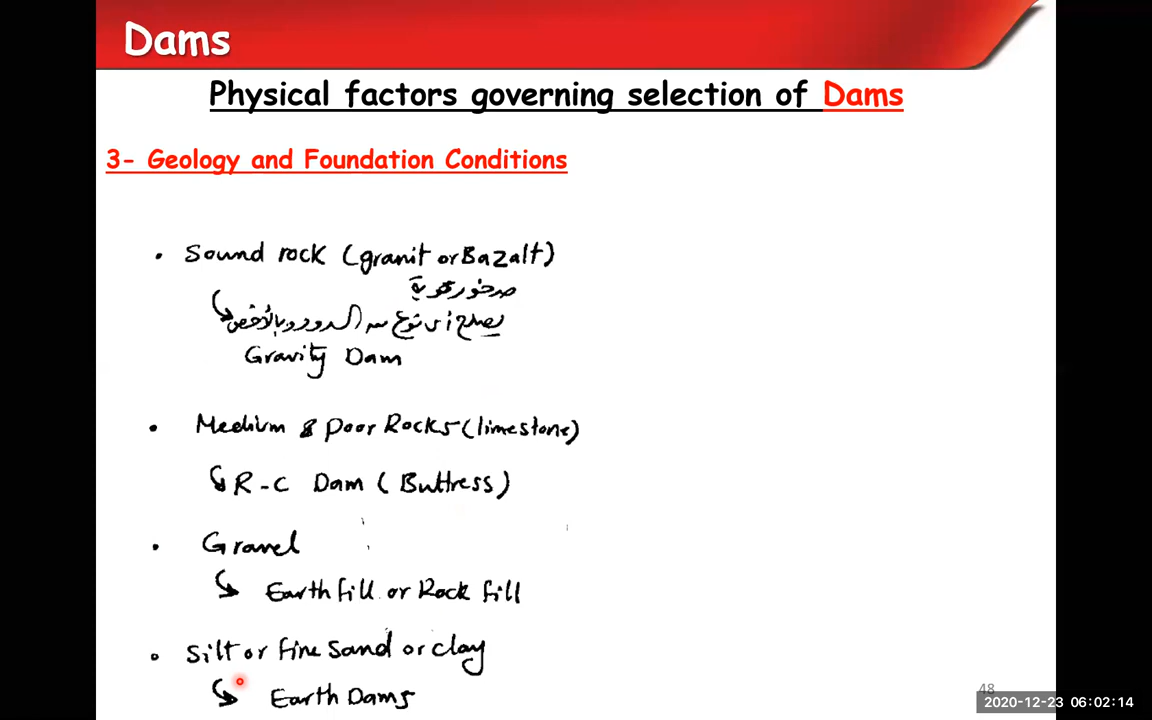 Dams
Physical factors governing selection of Dams
3- Geology and Foundation Conditions
• Sound rock (granit or Bazalt)
صخور قوية
يصلح أى نوع من السدود وبالأخص
Gravity Dam
• Medium & Poor Rocks (limestone)
R-C Dam (Buttress)
• Gravel
Earth fill or Rock fill
• Silt or fine sand or clay
Earth Dams
48
2020-12-23 06:02:14